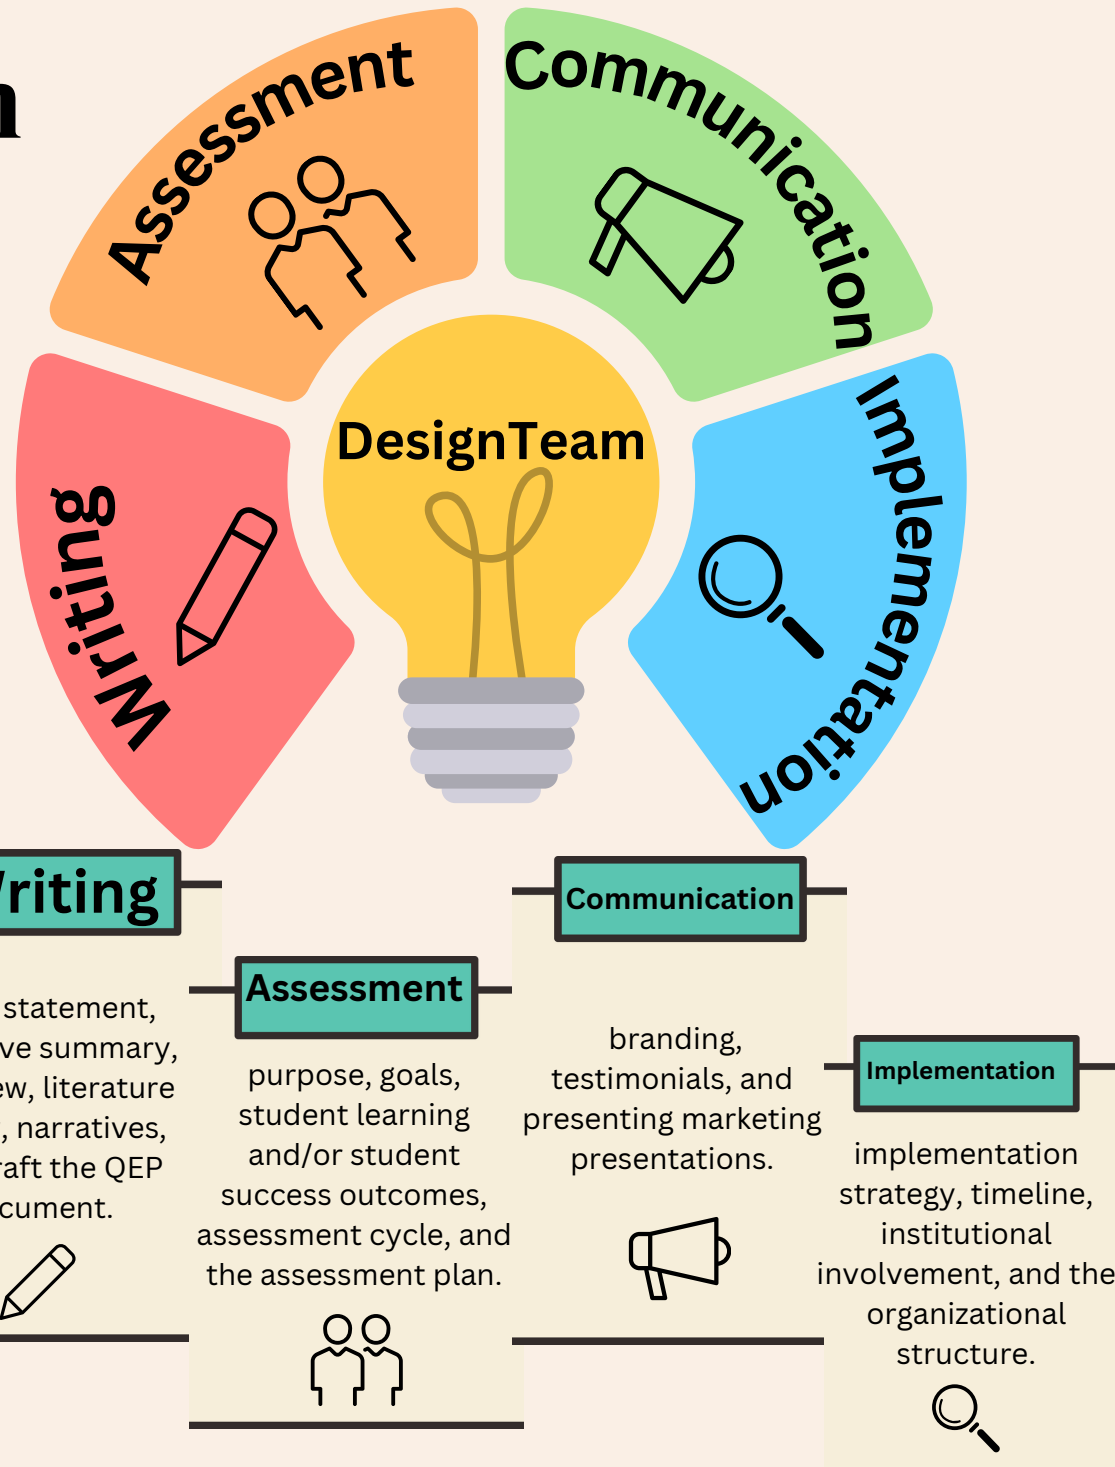 Assessment
Communication
DesignTeam
Writing
Implementation
riting
statement,
ve summary,
ew, literature
, narratives,
raft the QEP
cument.
Assessment
purpose, goals,
student learning
and/or student
success outcomes,
assessment cycle, and
the assessment plan.
Communication
branding,
testimonials, and
presenting marketing
presentations.
Implementation
implementation
strategy, timeline,
institutional
involvement, and the
organizational
structure.